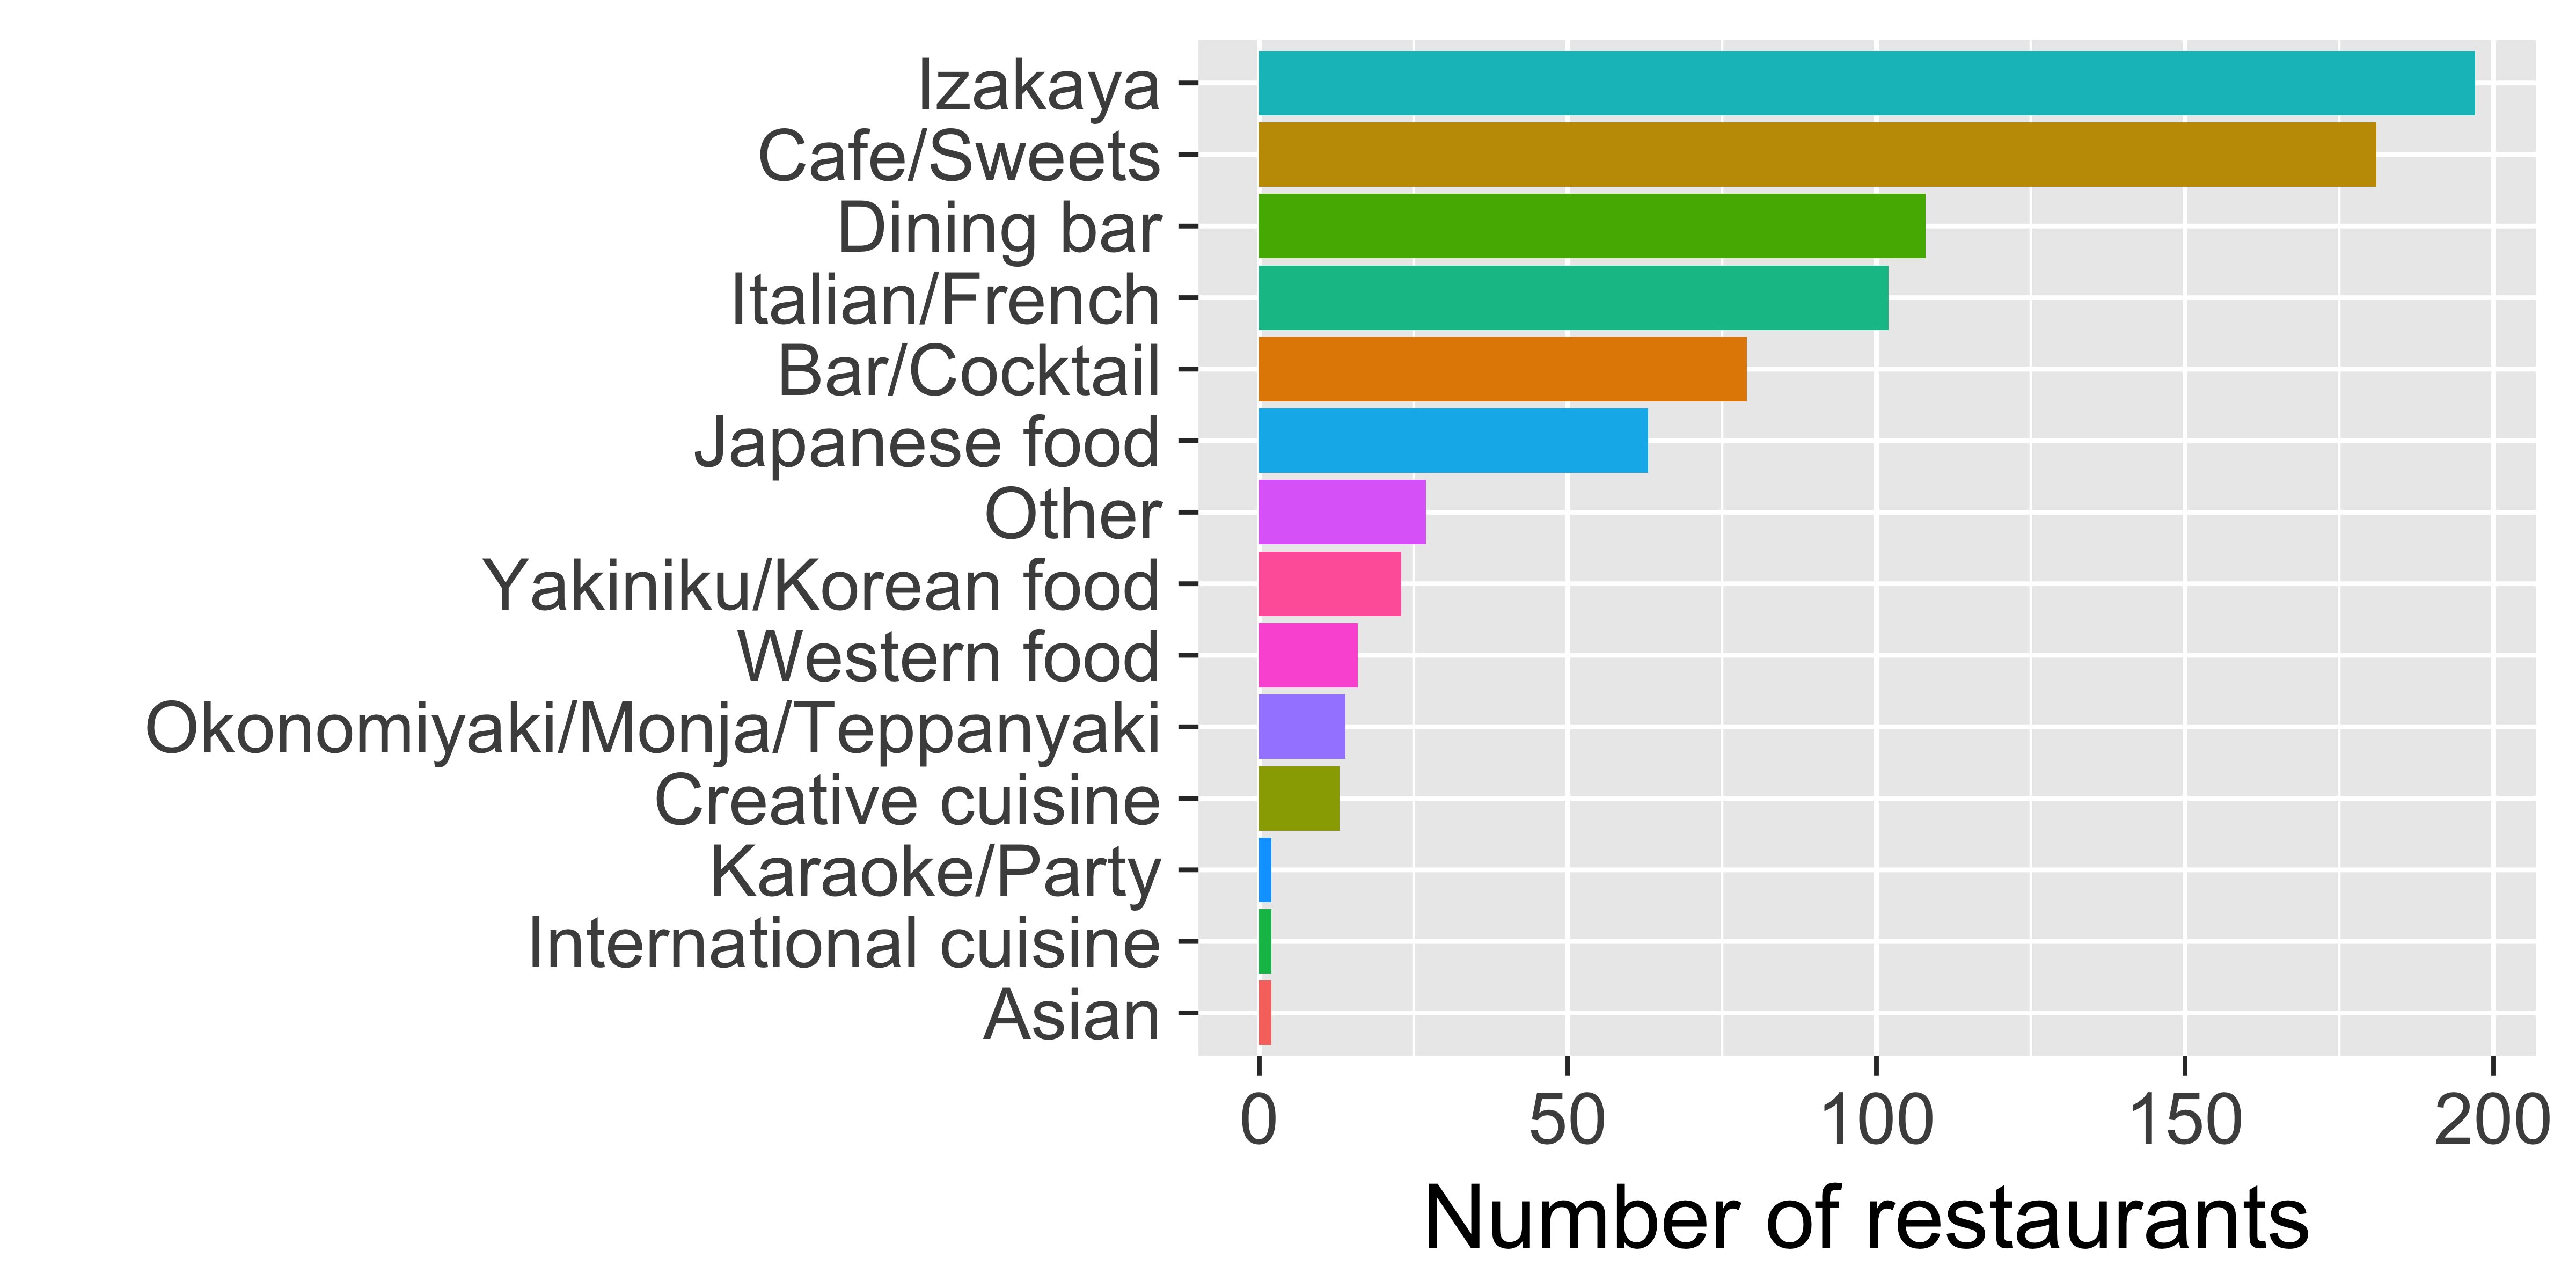 Izakaya
Cafe/Sweets
Dining bar
Italian/French
Bar/Cocktail
Japanese food
Other
Yakiniku/Korean food
Western food
Okonomiyaki/Monja/Teppanyaki
Creative cuisine
Karaoke/Party
International cuisine
Asian
0 50 100 150 200
Number of restaurants